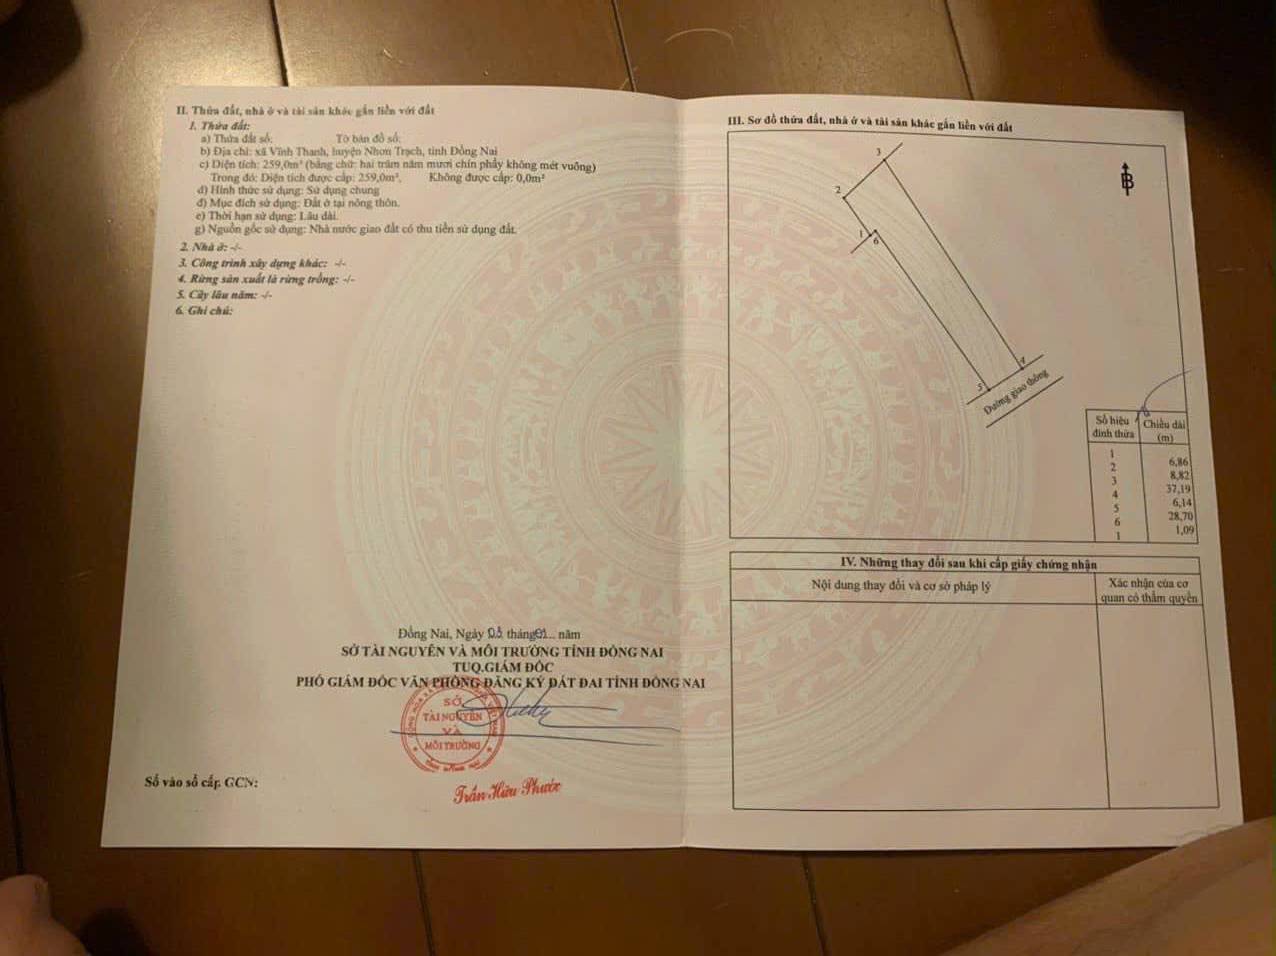 II. Thửa đất, nhà ở và tài sản khác gắn liền với đất
1. Thửa đất:
a) Thửa đất số: Tờ bản đồ số:
b) Địa chỉ: xã Vĩnh Thanh, huyện Nhơn Trạch, tỉnh Đồng Nai
c) Diện tích: 259,0m² (bằng chữ: hai trăm năm mươi chín phẩy không mét vuông)
Trong đó: Diện tích được cấp: 259,0m². Không được cấp: 0,0m²
d) Hình thức sử dụng: Sử dụng chung
đ) Mục đích sử dụng: Đất ở tại nông thôn.
e) Thời hạn sử dụng: Lâu dài.
g) Nguồn gốc sử dụng: Nhà nước giao đất có thu tiền sử dụng đất.
2. Nhà ở: -/-
3. Công trình xây dựng khác: -/-
4. Rừng sản xuất là rừng trồng: -/-
5. Cây lâu năm: -/-
6. Ghi chú:
Đồng Nai, Ngày tháng năm
SỞ TÀI NGUYÊN VÀ MÔI TRƯỜNG TỈNH ĐỒNG NAI
TUQ.GIÁM ĐỐC
PHÓ GIÁM ĐỐC VĂN PHÒNG ĐĂNG KÝ ĐẤT ĐAI TỈNH ĐỒNG NAI
SỞ
TÀI NGUYÊN
VÀ
MÔI TRƯỜNG
Trần Hữu Phước
Số vào sổ cấp GCN:
III. Sơ đồ thửa đất, nhà ở và tài sản khác gắn liền với đất
B
3
2
1
6
4
5
Đường giao thông
Số hiệu đỉnh thửa Chiều dài (m)
1
6,86
2
8,82
3
37,19
4
6,14
5
28,70
6
1,09
1
IV. Những thay đổi sau khi cấp giấy chứng nhận
Nội dung thay đổi và cơ sở pháp lý
Xác nhận của cơ
quan có thẩm quyền